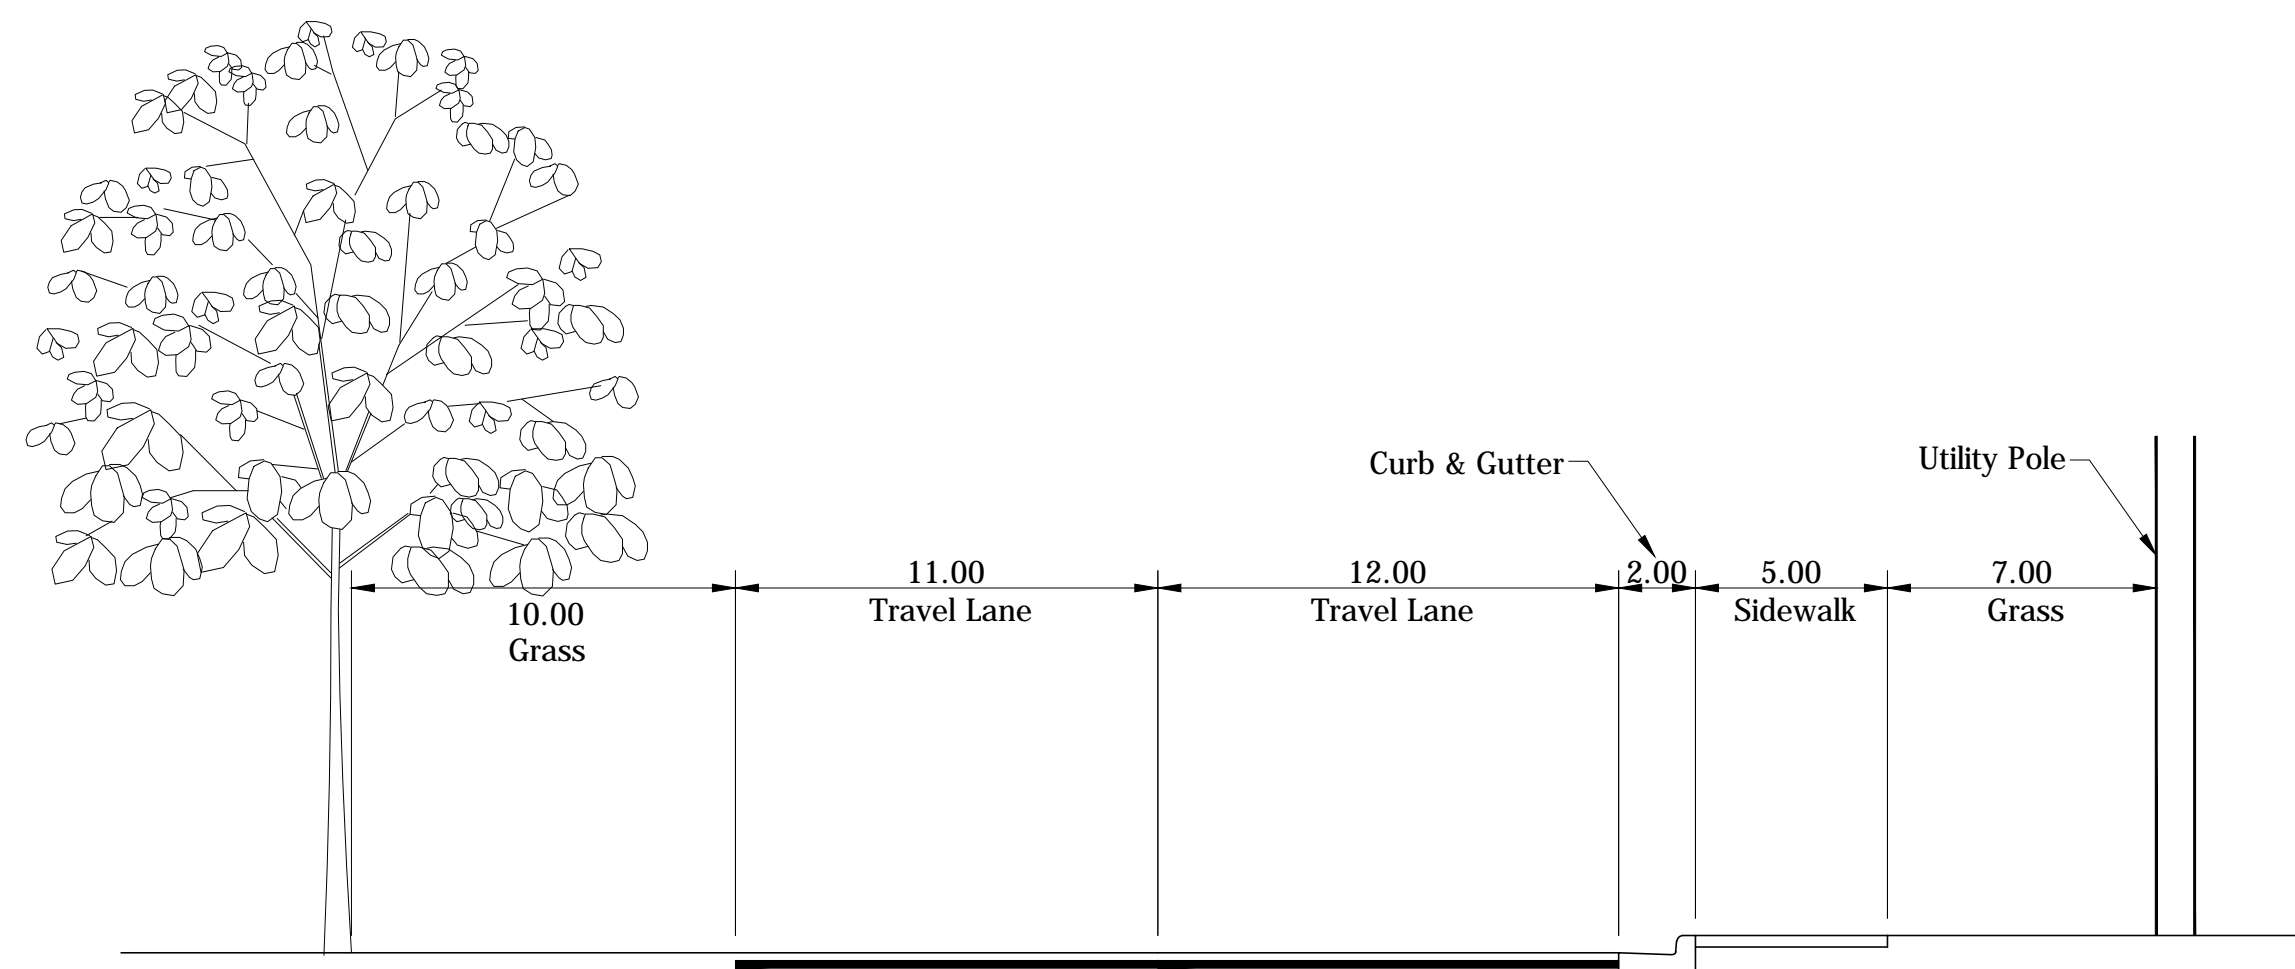 Curb & Gutter
Utility Pole
10.00
Grass
11.00
Travel Lane
12.00
Travel Lane
2.00
5.00
Sidewalk
7.00
Grass